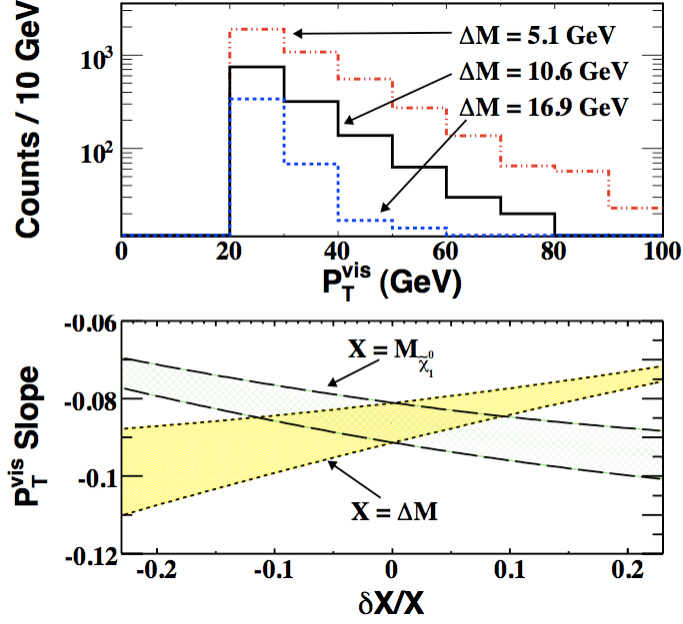 Counts / 10 GeV
10³
10²
ΔM = 5.1 GeV
ΔM = 10.6 GeV
ΔM = 16.9 GeV
0 20 40 60 80 100
P_T^vis (GeV)
P_T^vis Slope
-0.06
-0.08
-0.1
-0.12
X = M_χ̃₁⁰
X = ΔM
-0.2 -0.1 0 0.1 0.2
δX/X